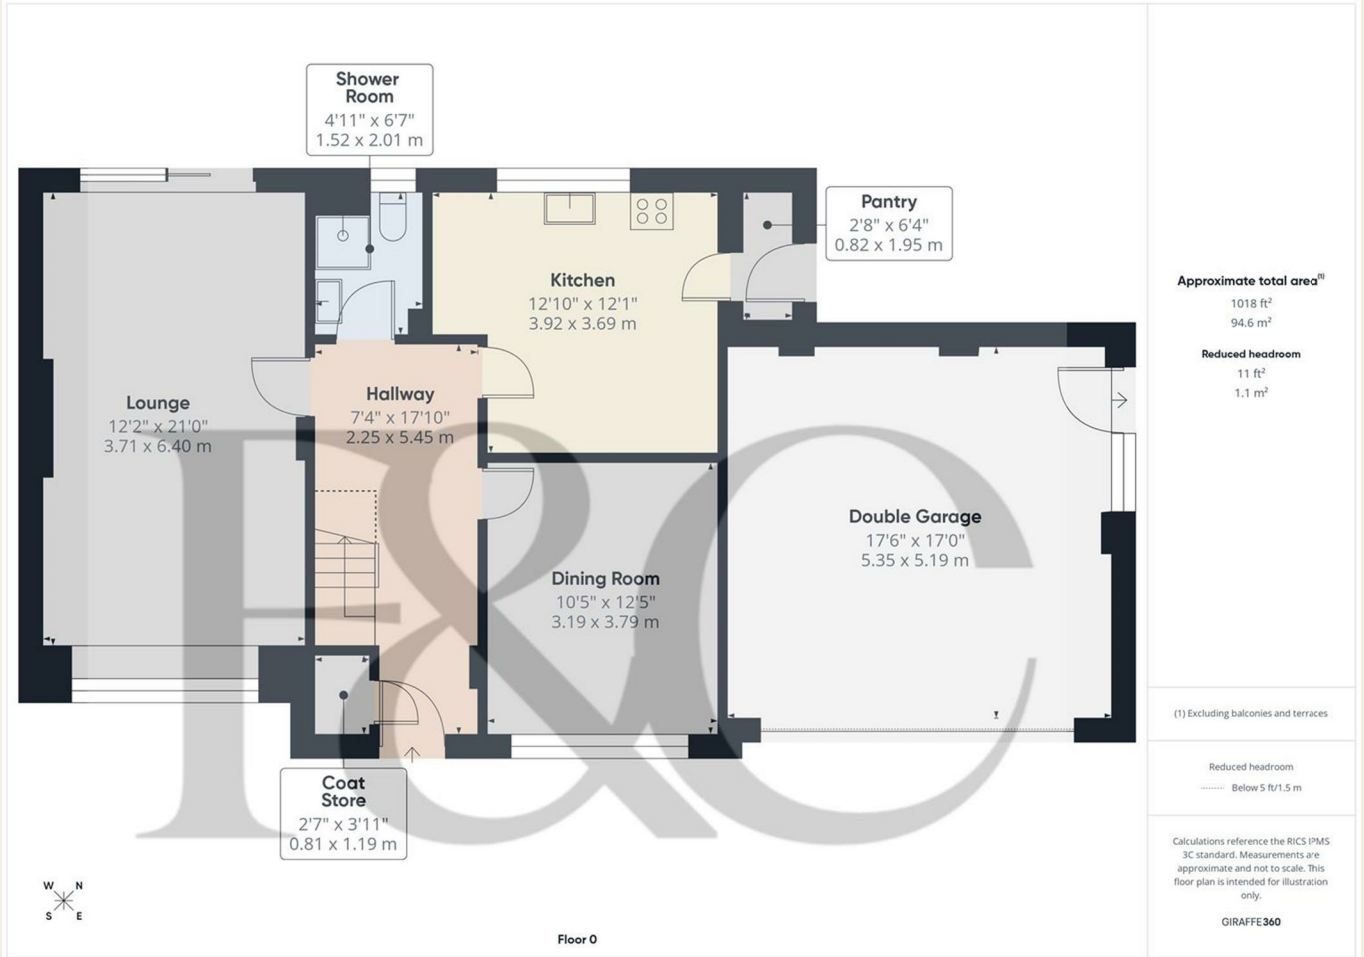 Shower
Room
4'11" x 6'7"
1.52 x 2.01 m
Pantry
2'8" x 6'4"
0.82 x 1.95 m
Kitchen
12'10" x 12'1"
3.92 x 3.69 m
Lounge
12'2" x 21'0"
3.71 x 6.40 m
Hallway
7'4" x 17'10"
2.25 x 5.45 m
Double Garage
17'6" x 17'0"
5.35 x 5.19 m
Dining Room
10'5" x 12'5"
3.19 x 3.79 m
Coat
Store
2'7" x 3'11"
0.81 x 1.19 m
F&C
W N
S E
Floor 0
Approximate total area(1)
1018 ft²
94.6 m²
Reduced headroom
11 ft²
1.1 m²
(1) Excluding balconies and terraces
Reduced headroom
Below 5 ft/1.5 m
Calculations reference the RICS IPMS
3C standard. Measurements are
approximate and not to scale. This
floor plan is intended for illustration
only.
GIRAFFE360